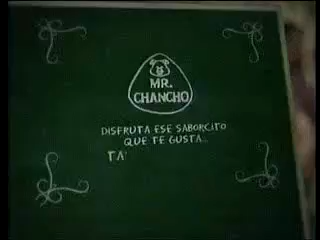 MR.
CHANCHO
DISFRUTA ESE SABORCITO
QUE TE GUSTA..
TA